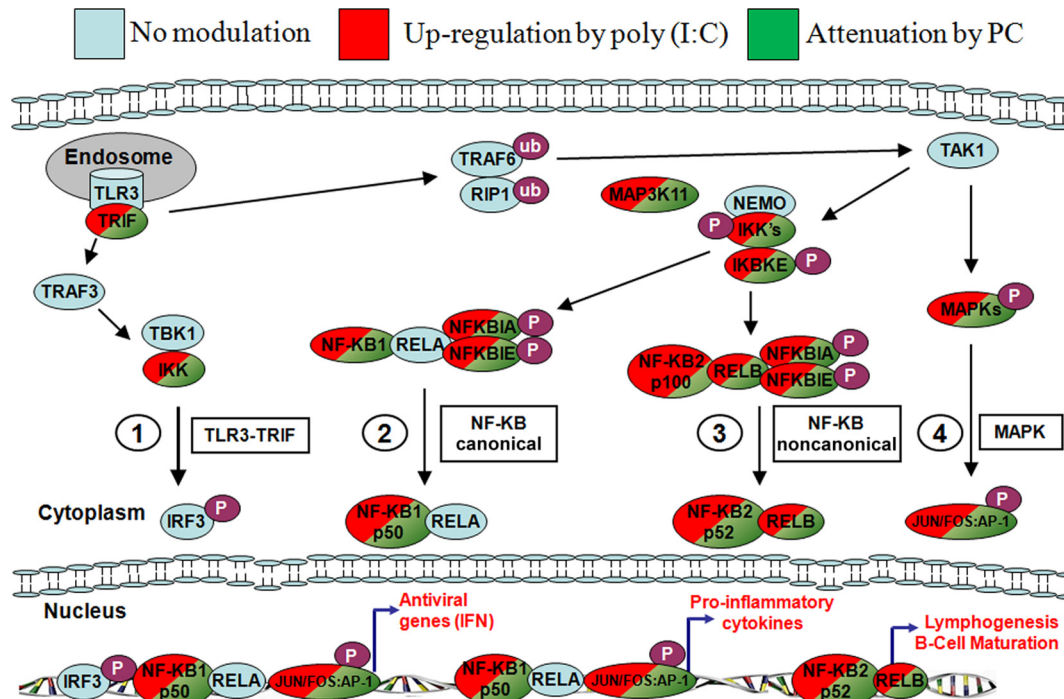 No modulation
Up-regulation by poly (I:C)
Attenuation by PC
Endosome
TLR3
TRIF
TRAF6
ub
RIP1
ub
TAK1
MAP3K11
NEMO
P
IKK's
IKBKE
P
TRAF3
TBK1
IKK
NF-KB1
RELA
NFKBIA
P
NFKBIE
P
NF-KB2
p100
RELB
NFKBIA
P
NFKBIE
P
MAPKs
P
1
TLR3-TRIF
2
NF-KB
canonical
3
NF-KB
noncanonical
4
MAPK
Cytoplasm
IRF3
P
NF-KB1
p50
RELA
NF-KB2
p52
RELB
P
JUN/FOS:AP-1
Nucleus
Antiviral
genes (IFN)
Pro-inflammatory
cytokines
Lymphogenesis
B-Cell Maturation
IRF3
P
NF-KB1
p50
RELA
P
JUN/FOS:AP-1
NF-KB1
p50
RELA
P
JUN/FOS:AP-1
NF-KB2
p52
RELB